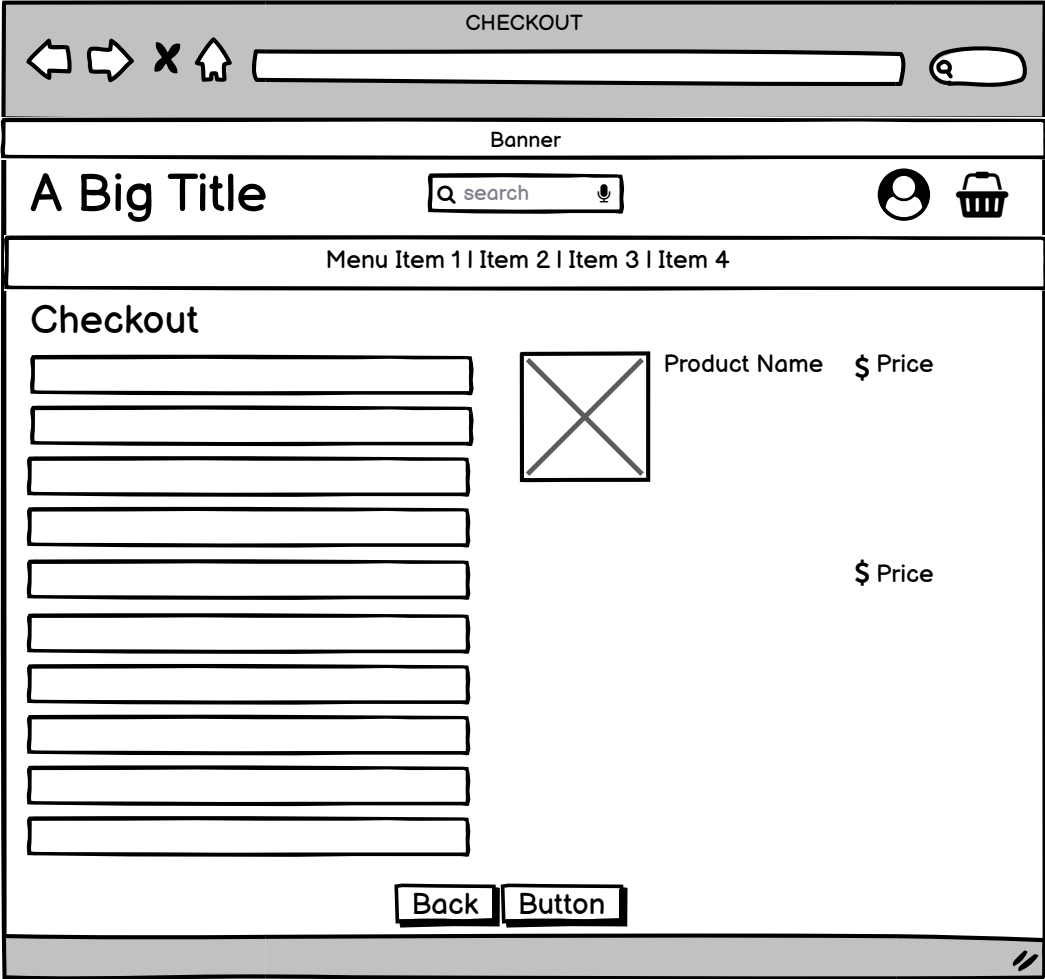 CHECKOUT
Banner
A Big Title
search
Menu Item 1 | Item 2 | Item 3 | Item 4
Checkout
Product Name $ Price
$ Price
Back Button